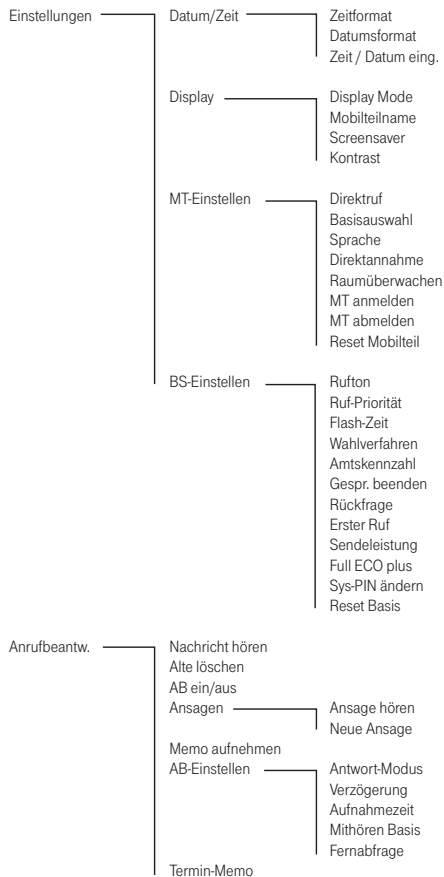 Einstellungen Datum/Zeit Zeitformat
Datumsformat
Zeit / Datum eing.
Display Display Mode
Mobilteilname
Screensaver
Kontrast
MT-Einstellen Direktruf
Basisauswahl
Sprache
Direktannahme
Raumüberwachen
MT anmelden
MT abmelden
Reset Mobilteil
BS-Einstellen Rufton
Ruf-Priorität
Flash-Zeit
Wahlverfahren
Amtskennzahl
Gespr. beenden
Rückfrage
Erster Ruf
Sendeleistung
Full ECO plus
Sys-PIN ändern
Reset Basis
Anrufbeantw. Nachricht hören
Alte löschen
AB ein/aus
Ansagen Ansage hören
Neue Ansage
Memo aufnehmen
AB-Einstellen Antwort-Modus
Verzögerung
Aufnahmezeit
Mithören Basis
Fernabfrage
Termin-Memo